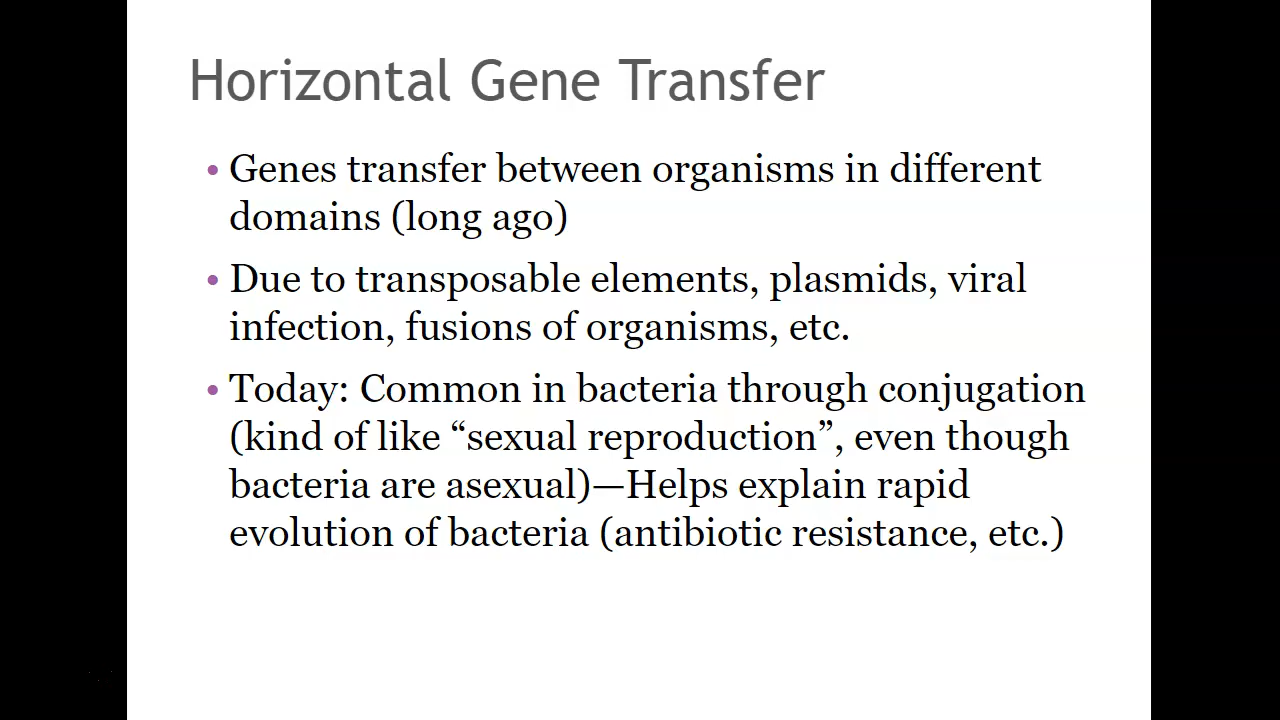 Horizontal Gene Transfer
• Genes transfer between organisms in different
domains (long ago)
• Due to transposable elements, plasmids, viral
infection, fusions of organisms, etc.
• Today: Common in bacteria through conjugation
(kind of like “sexual reproduction”, even though
bacteria are asexual)—Helps explain rapid
evolution of bacteria (antibiotic resistance, etc.)